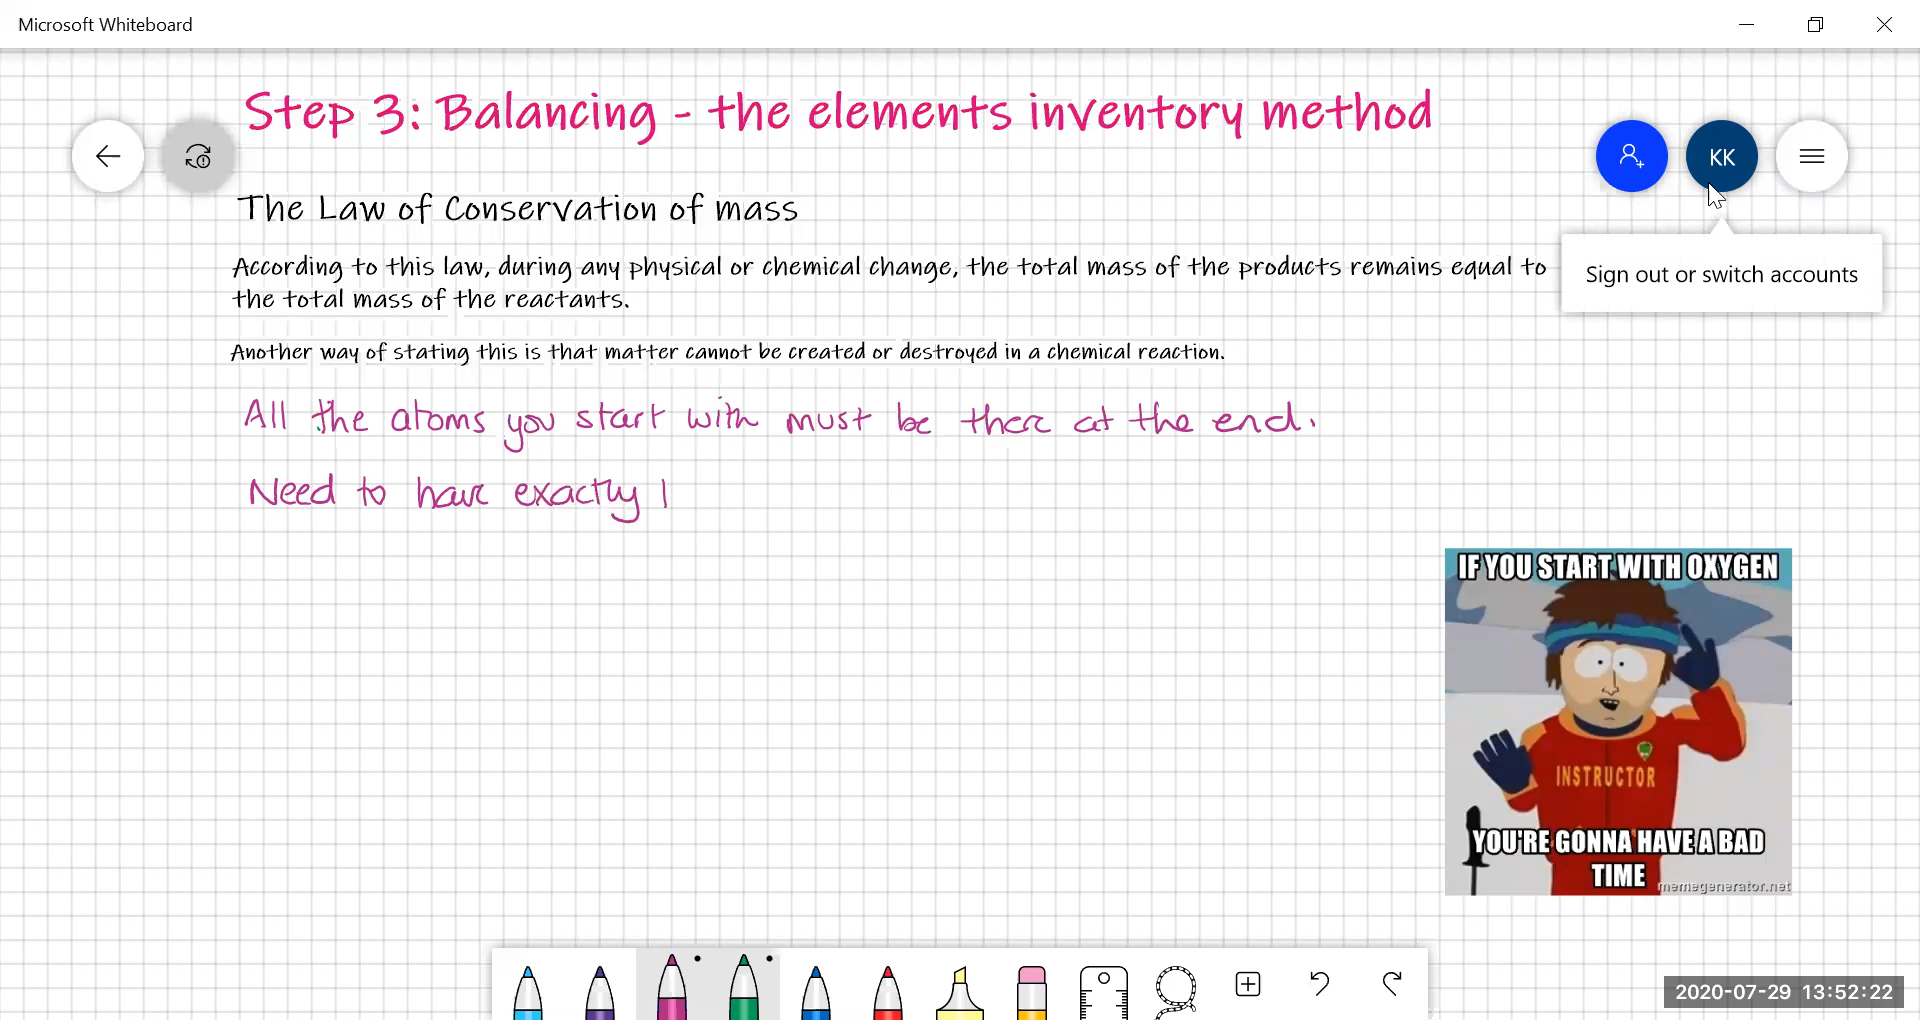 Microsoft Whiteboard
Step 3: Balancing - the elements inventory method
KK
The Law of Conservation of mass
According to this law, during any physical or chemical change, the total mass of the products remains equal to
the total mass of the reactants.
Sign out or switch accounts
Another way of stating this is that matter cannot be created or destroyed in a chemical reaction.
All the atoms you start with must be there at the end.
Need to have exactly
IF YOU START WITH OXYGEN
INSTRUCTOR
YOU'RE GONNA HAVE A BAD
TIME
memegenerator.net
2020-07-29 13:52:22